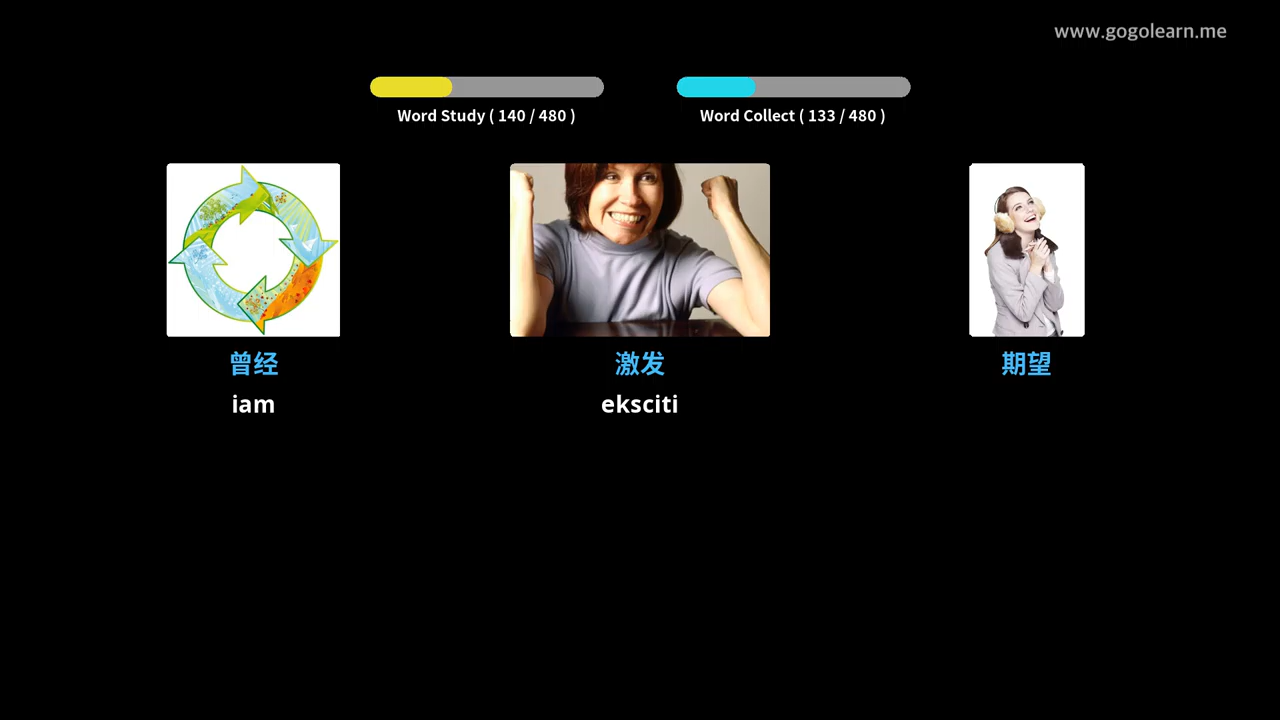 www.gogolearn.me
Word Study ( 140 / 480 )
Word Collect ( 133 / 480 )
曾经
激发
期望
iam
eksciti